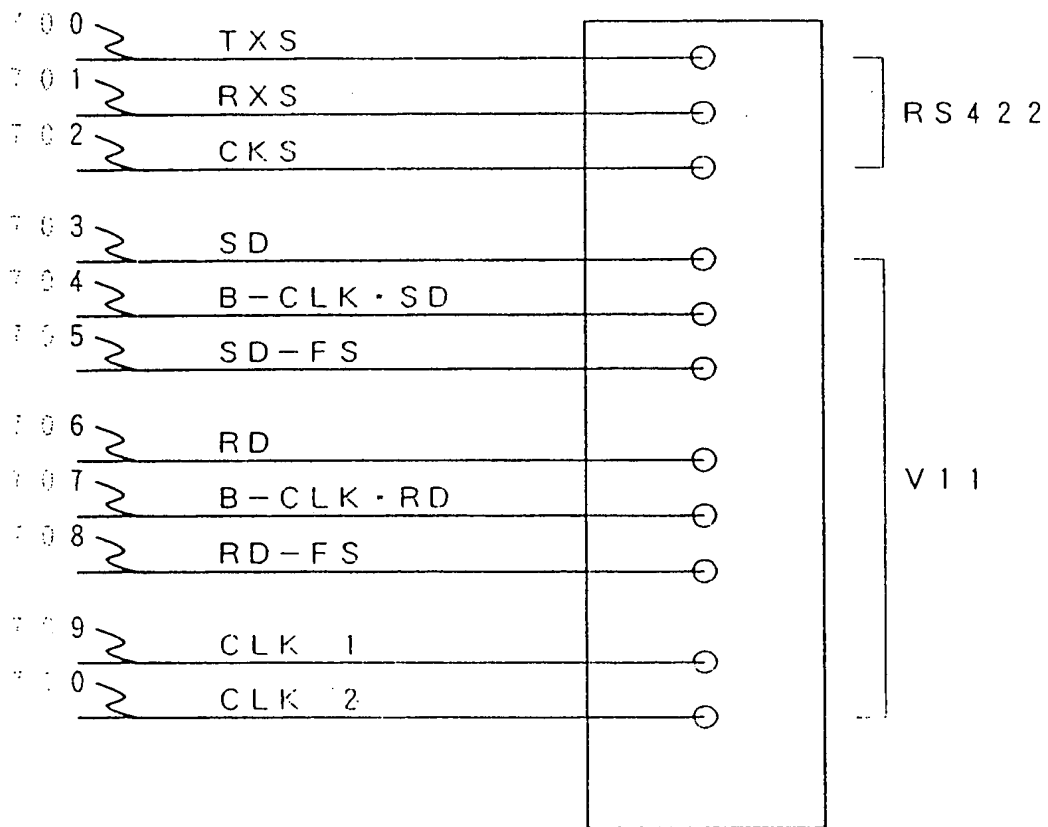 700 TXS
701 RXS
RS422
702 CKS
703 SD
704 B-CLK·SD
705 SD-FS
706 RD
707 B-CLK·RD
V11
708 RD-FS
709 CLK 1
710 CLK 2